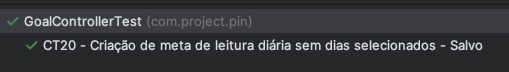 GoalControllerTest (com.project.pin)
CT20 - Criação de meta de leitura diária sem dias selecionados - Salvo